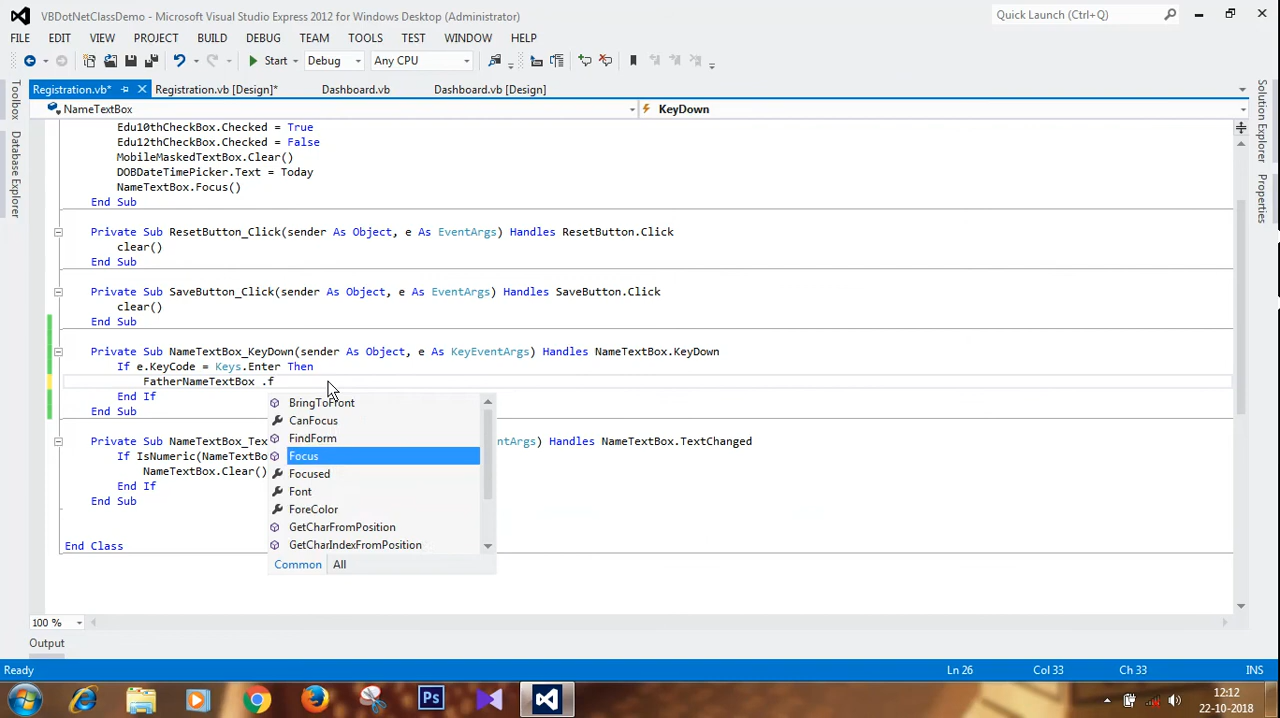 VBDotNetClassDemo - Microsoft Visual Studio Express 2012 for Windows Desktop (Administrator)
Quick Launch (Ctrl+Q)
FILE EDIT VIEW PROJECT BUILD DEBUG TEAM TOOLS TEST WINDOW HELP
Start Debug Any CPU
Registration.vb* Registration.vb [Design]* Dashboard.vb Dashboard.vb [Design]
Toolbox
Database Explorer
Solution Explorer
Properties
NameTextBox KeyDown
Edu10thCheckBox.Checked = True
Edu12thCheckBox.Checked = False
MobileMaskedTextBox.Clear()
DOBDateTimePicker.Text = Today
NameTextBox.Focus()
End Sub
Private Sub ResetButton_Click(sender As Object, e As EventArgs) Handles ResetButton.Click
clear()
End Sub
Private Sub SaveButton_Click(sender As Object, e As EventArgs) Handles SaveButton.Click
clear()
End Sub
Private Sub NameTextBox_KeyDown(sender As Object, e As KeyEventArgs) Handles NameTextBox.KeyDown
If e.KeyCode = Keys.Enter Then
FatherNameTextBox .f
End If
End Sub
Private Sub NameTextBox_Tex ntArgs) Handles NameTextBox.TextChanged
If IsNumeric(NameTextBo
NameTextBox.Clear()
End If
End Sub
End Class
BringToFront
CanFocus
FindForm
Focus
Focused
Font
ForeColor
GetCharFromPosition
GetCharIndexFromPosition
Common All
100 %
Output
Ready Ln 26 Col 33 Ch 33 INS
Ps
12:12
22-10-2018